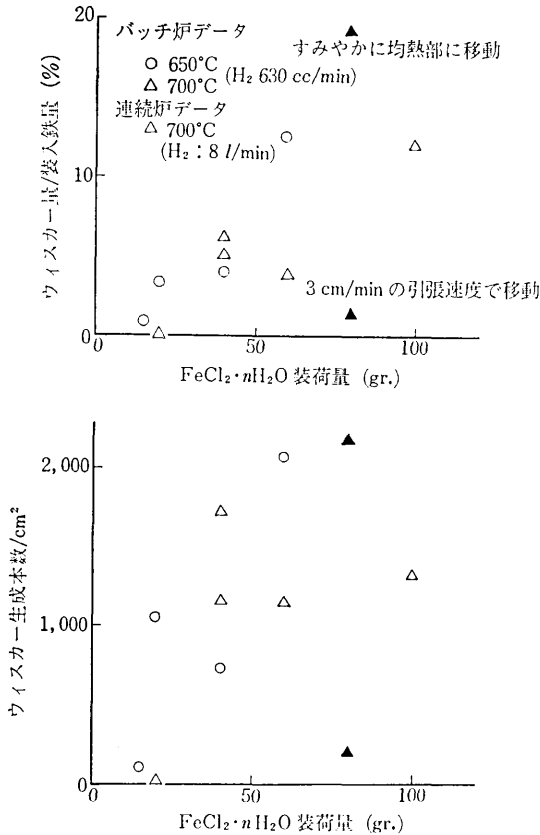 20
バッチ炉データ
○ 650°C
△ 700°C
(H₂ 630 cc/min)
連続炉データ
△ 700°C
(H₂：8 l/min)
すみやかに均熱部に移動
3 cm/minの引張速度で移動
10
0
0
50
100
ウィスカー量/装入鉄量 (%)
FeCl₂·nH₂O 装荷量 (gr.)
2,000
1,000
0
0
50
100
ウィスカー生成本数/cm²
FeCl₂·nH₂O 装荷量 (gr.)